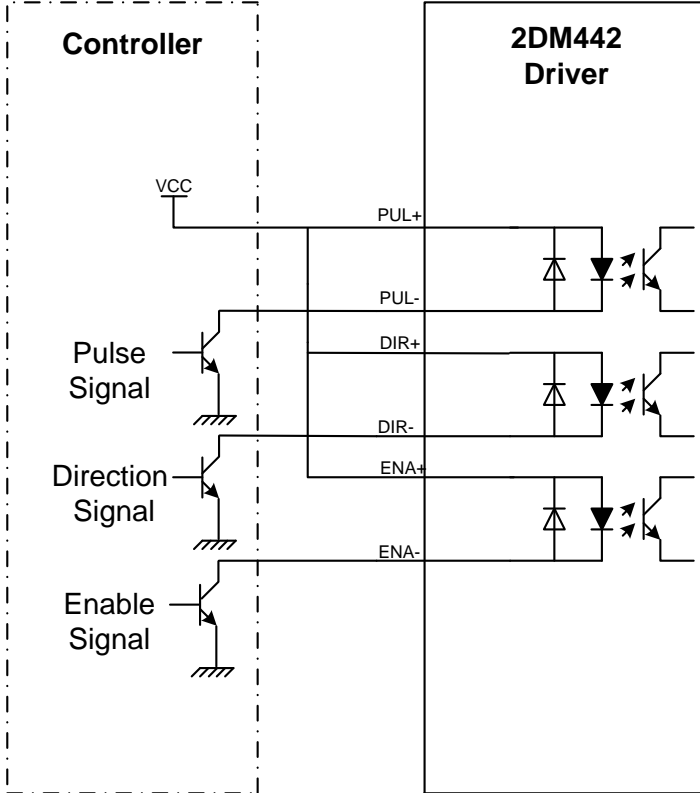 Controller
2DM442
Driver
VCC
PUL+
PUL-
Pulse
Signal
DIR+
DIR-
Direction
Signal
ENA+
ENA-
Enable
Signal